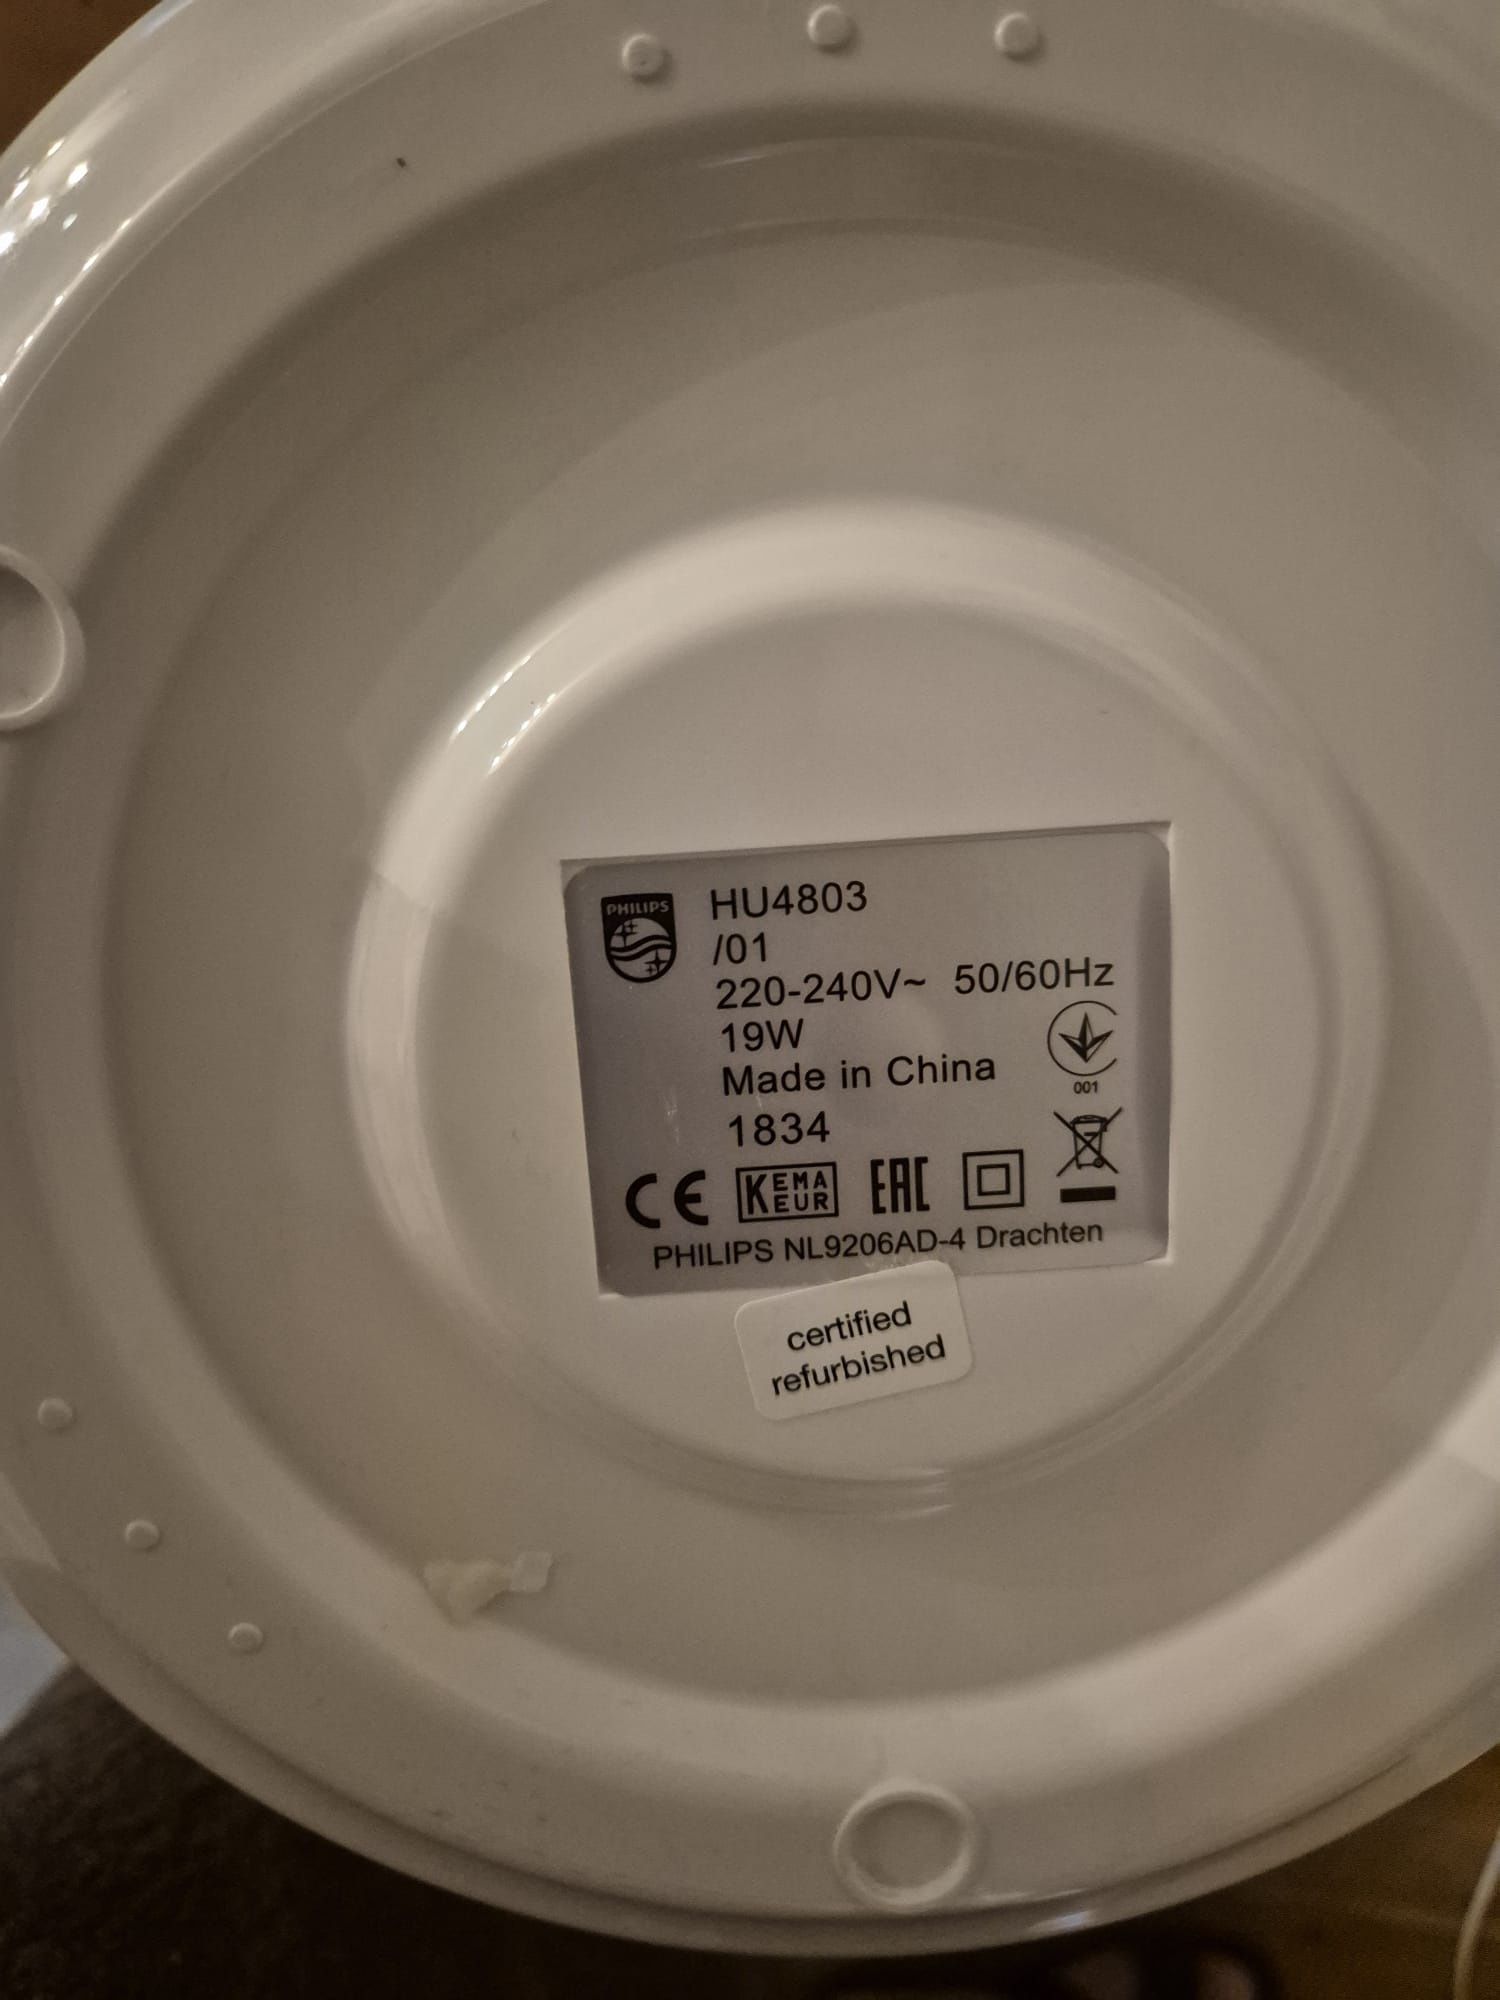 PHILIPS
HU4803
/01
220-240V~ 50/60Hz
19W
Made in China
001
1834
CE KEMA EUR EAC
PHILIPS NL9206AD-4 Drachten
certified
refurbished